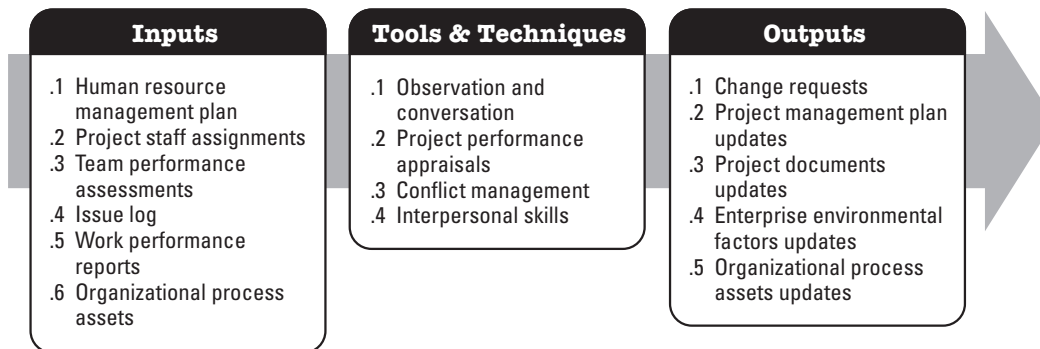 Inputs
.1 Human resource
management plan
.2 Project staff assignments
.3 Team performance
assessments
.4 Issue log
.5 Work performance
reports
.6 Organizational process
assets
Tools & Techniques
.1 Observation and
conversation
.2 Project performance
appraisals
.3 Conflict management
.4 Interpersonal skills
Outputs
.1 Change requests
.2 Project management plan
updates
.3 Project documents
updates
.4 Enterprise environmental
factors updates
.5 Organizational process
assets updates